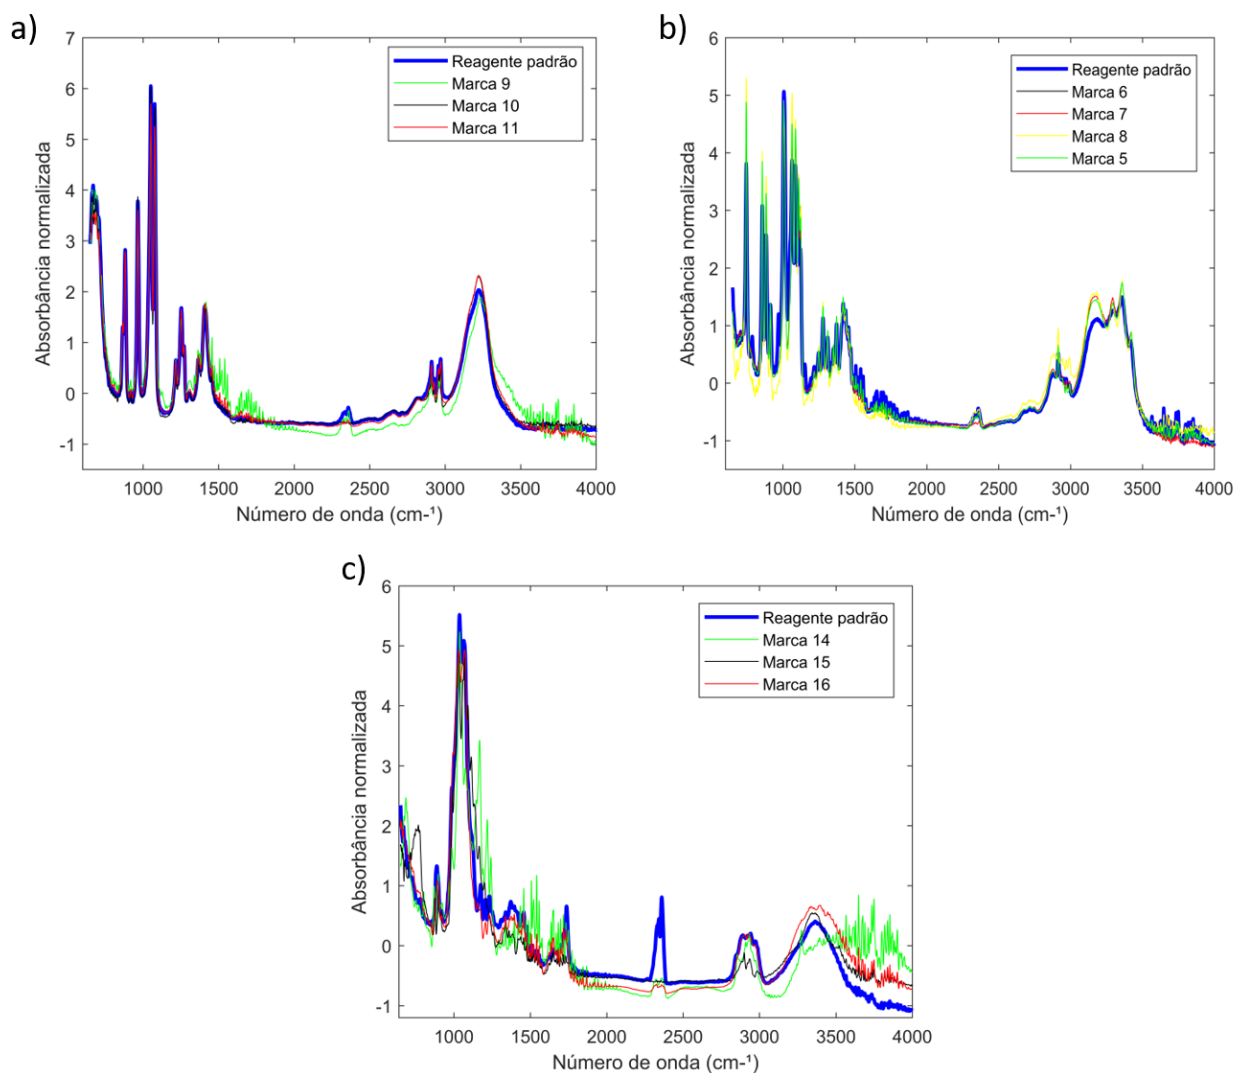 a)
7
6
5
4
3
2
1
0
-1
Absorbância normalizada
Reagente padrão
Marca 9
Marca 10
Marca 11
1000 1500 2000 2500 3000 3500 4000
Número de onda (cm-¹)
b)
6
5
4
3
2
1
0
-1
Absorbância normalizada
Reagente padrão
Marca 6
Marca 7
Marca 8
Marca 5
1000 1500 2000 2500 3000 3500 4000
Número de onda (cm-¹)
c)
6
5
4
3
2
1
0
-1
Absorbância normalizada
Reagente padrão
Marca 14
Marca 15
Marca 16
1000 1500 2000 2500 3000 3500 4000
Número de onda (cm-¹)